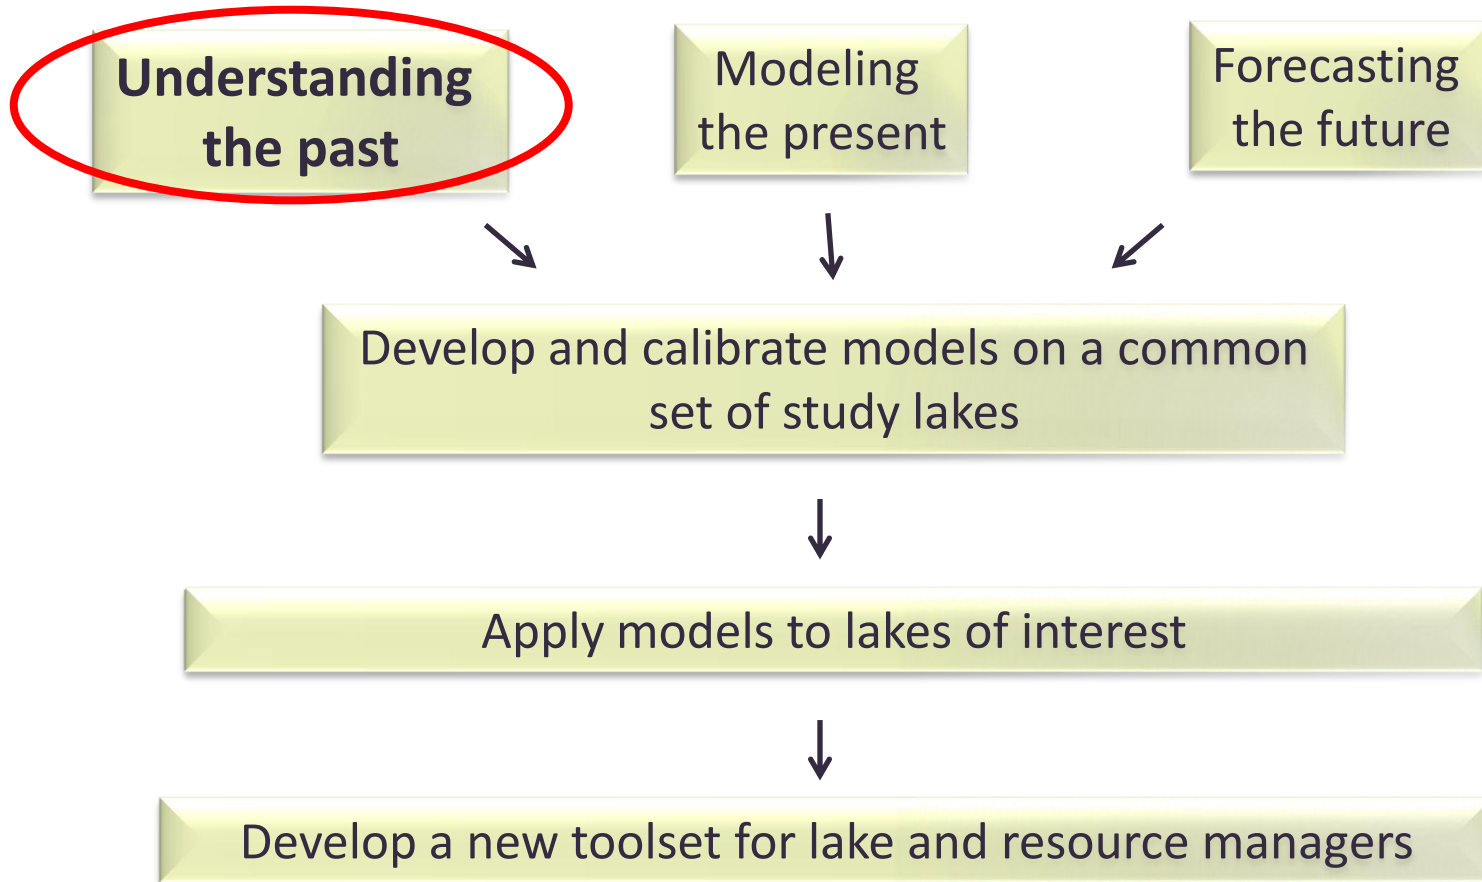 Understanding
the past
Modeling
the present
Forecasting
the future
Develop and calibrate models on a common
set of study lakes
Apply models to lakes of interest
Develop a new toolset for lake and resource managers